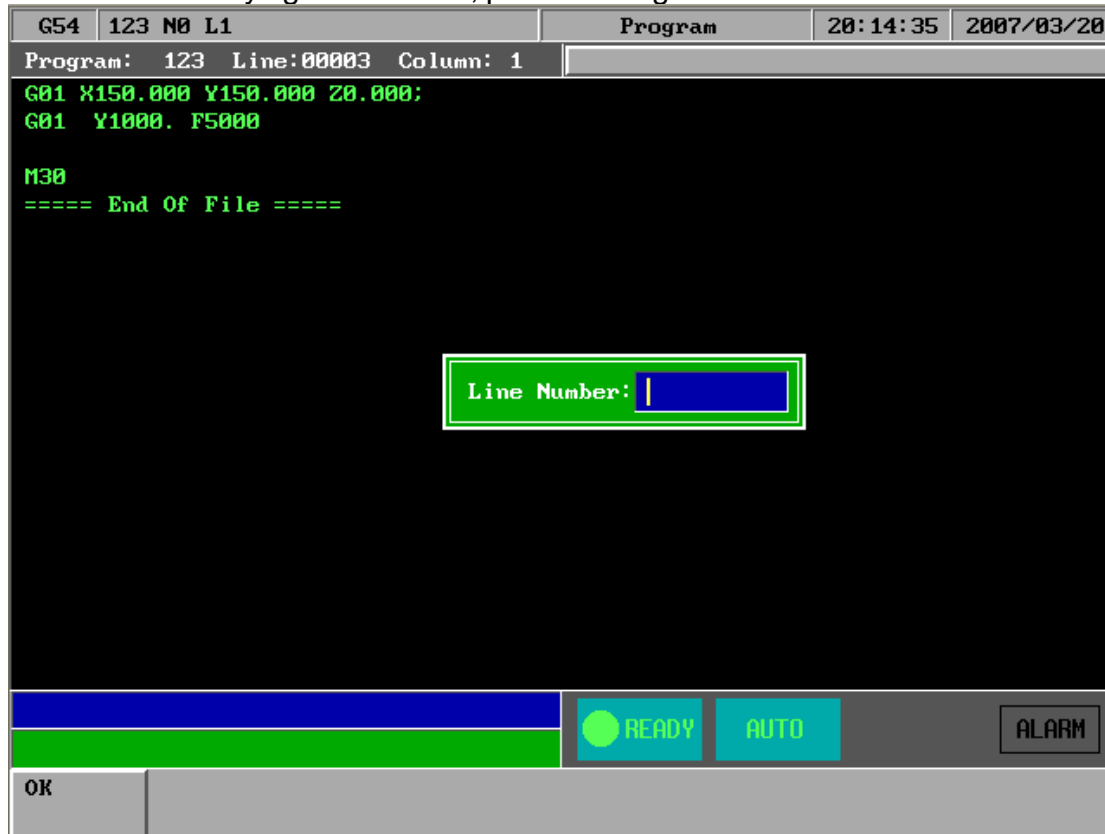 G54 123 N0 L1 Program 20:14:35 2007/03/20
Program: 123 Line:00003 Column: 1
G01 X150.000 Y150.000 Z0.000;
G01 Y1000. F5000
M30
===== End Of File =====
Line Number:
READY AUTO ALARM
OK